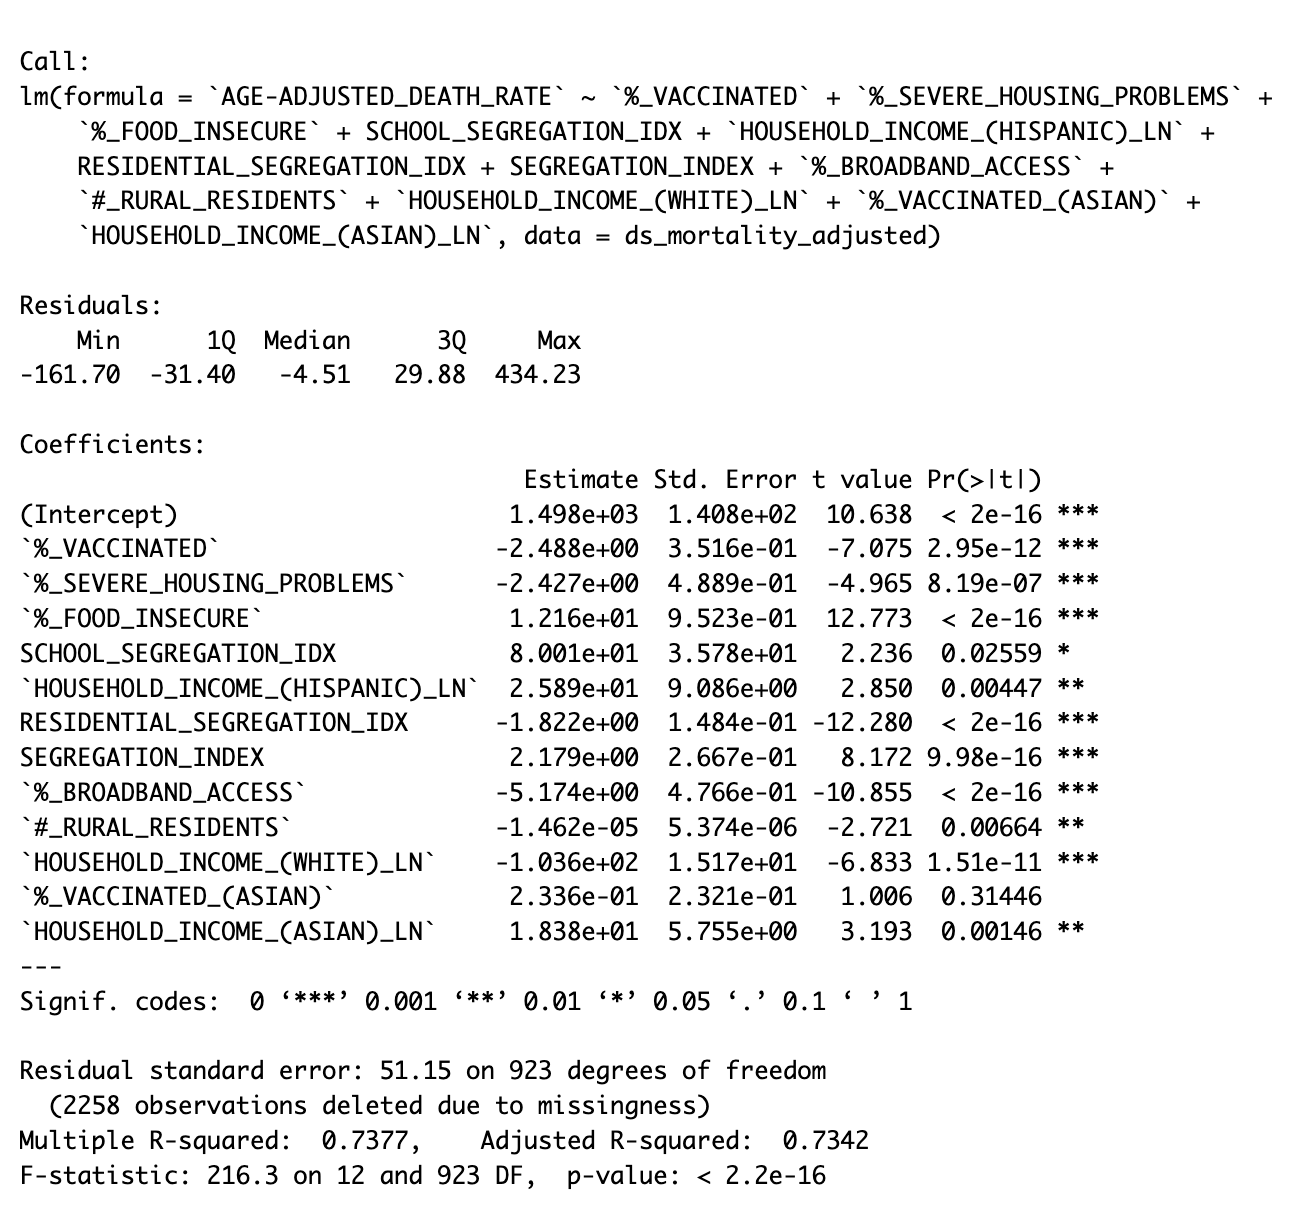 Call:
lm(formula = `AGE-ADJUSTED_DEATH_RATE` ~ `%_VACCINATED` + `%_SEVERE_HOUSING_PROBLEMS` +
    `%_FOOD_INSECURE` + SCHOOL_SEGREGATION_IDX + `HOUSEHOLD_INCOME_(HISPANIC)_LN` +
    RESIDENTIAL_SEGREGATION_IDX + SEGREGATION_INDEX + `%_BROADBAND_ACCESS` +
    `#_RURAL_RESIDENTS` + `HOUSEHOLD_INCOME_(WHITE)_LN` + `%_VACCINATED_(ASIAN)` +
    `HOUSEHOLD_INCOME_(ASIAN)_LN`, data = ds_mortality_adjusted)
Residuals:
    Min      1Q  Median      3Q     Max
-161.70  -31.40   -4.51   29.88  434.23
Coefficients:
                                   Estimate Std. Error t value Pr(>|t|)
(Intercept)                       1.498e+03  1.408e+02  10.638  < 2e-16 ***
`%_VACCINATED`                   -2.488e+00  3.516e-01  -7.075 2.95e-12 ***
`%_SEVERE_HOUSING_PROBLEMS`      -2.427e+00  4.889e-01  -4.965 8.19e-07 ***
`%_FOOD_INSECURE`                 1.216e+01  9.523e-01  12.773  < 2e-16 ***
SCHOOL_SEGREGATION_IDX            8.001e+01  3.578e+01   2.236  0.02559 *
`HOUSEHOLD_INCOME_(HISPANIC)_LN`  2.589e+01  9.086e+00   2.850  0.00447 **
RESIDENTIAL_SEGREGATION_IDX      -1.822e+00  1.484e-01 -12.280  < 2e-16 ***
SEGREGATION_INDEX                 2.179e+00  2.667e-01   8.172 9.98e-16 ***
`%_BROADBAND_ACCESS`             -5.174e+00  4.766e-01 -10.855  < 2e-16 ***
`#_RURAL_RESIDENTS`              -1.462e-05  5.374e-06  -2.721  0.00664 **
`HOUSEHOLD_INCOME_(WHITE)_LN`    -1.036e+02  1.517e+01  -6.833 1.51e-11 ***
`%_VACCINATED_(ASIAN)`            2.336e-01  2.321e-01   1.006  0.31446
`HOUSEHOLD_INCOME_(ASIAN)_LN`     1.838e+01  5.755e+00   3.193  0.00146 **
---
Signif. codes:  0 ‘***’ 0.001 ‘**’ 0.01 ‘*’ 0.05 ‘.’ 0.1 ‘ ’ 1
Residual standard error: 51.15 on 923 degrees of freedom
  (2258 observations deleted due to missingness)
Multiple R-squared:  0.7377,    Adjusted R-squared:  0.7342
F-statistic: 216.3 on 12 and 923 DF,  p-value: < 2.2e-16